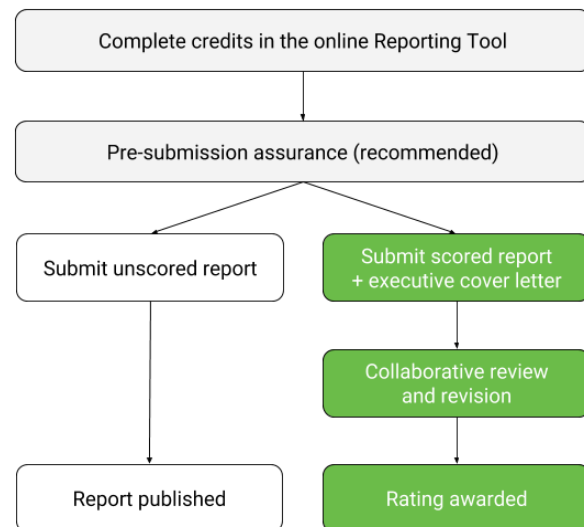 Complete credits in the online Reporting Tool
Pre-submission assurance (recommended)
Submit unscored report
Submit scored report
+ executive cover letter
Collaborative review
and revision
Report published
Rating awarded